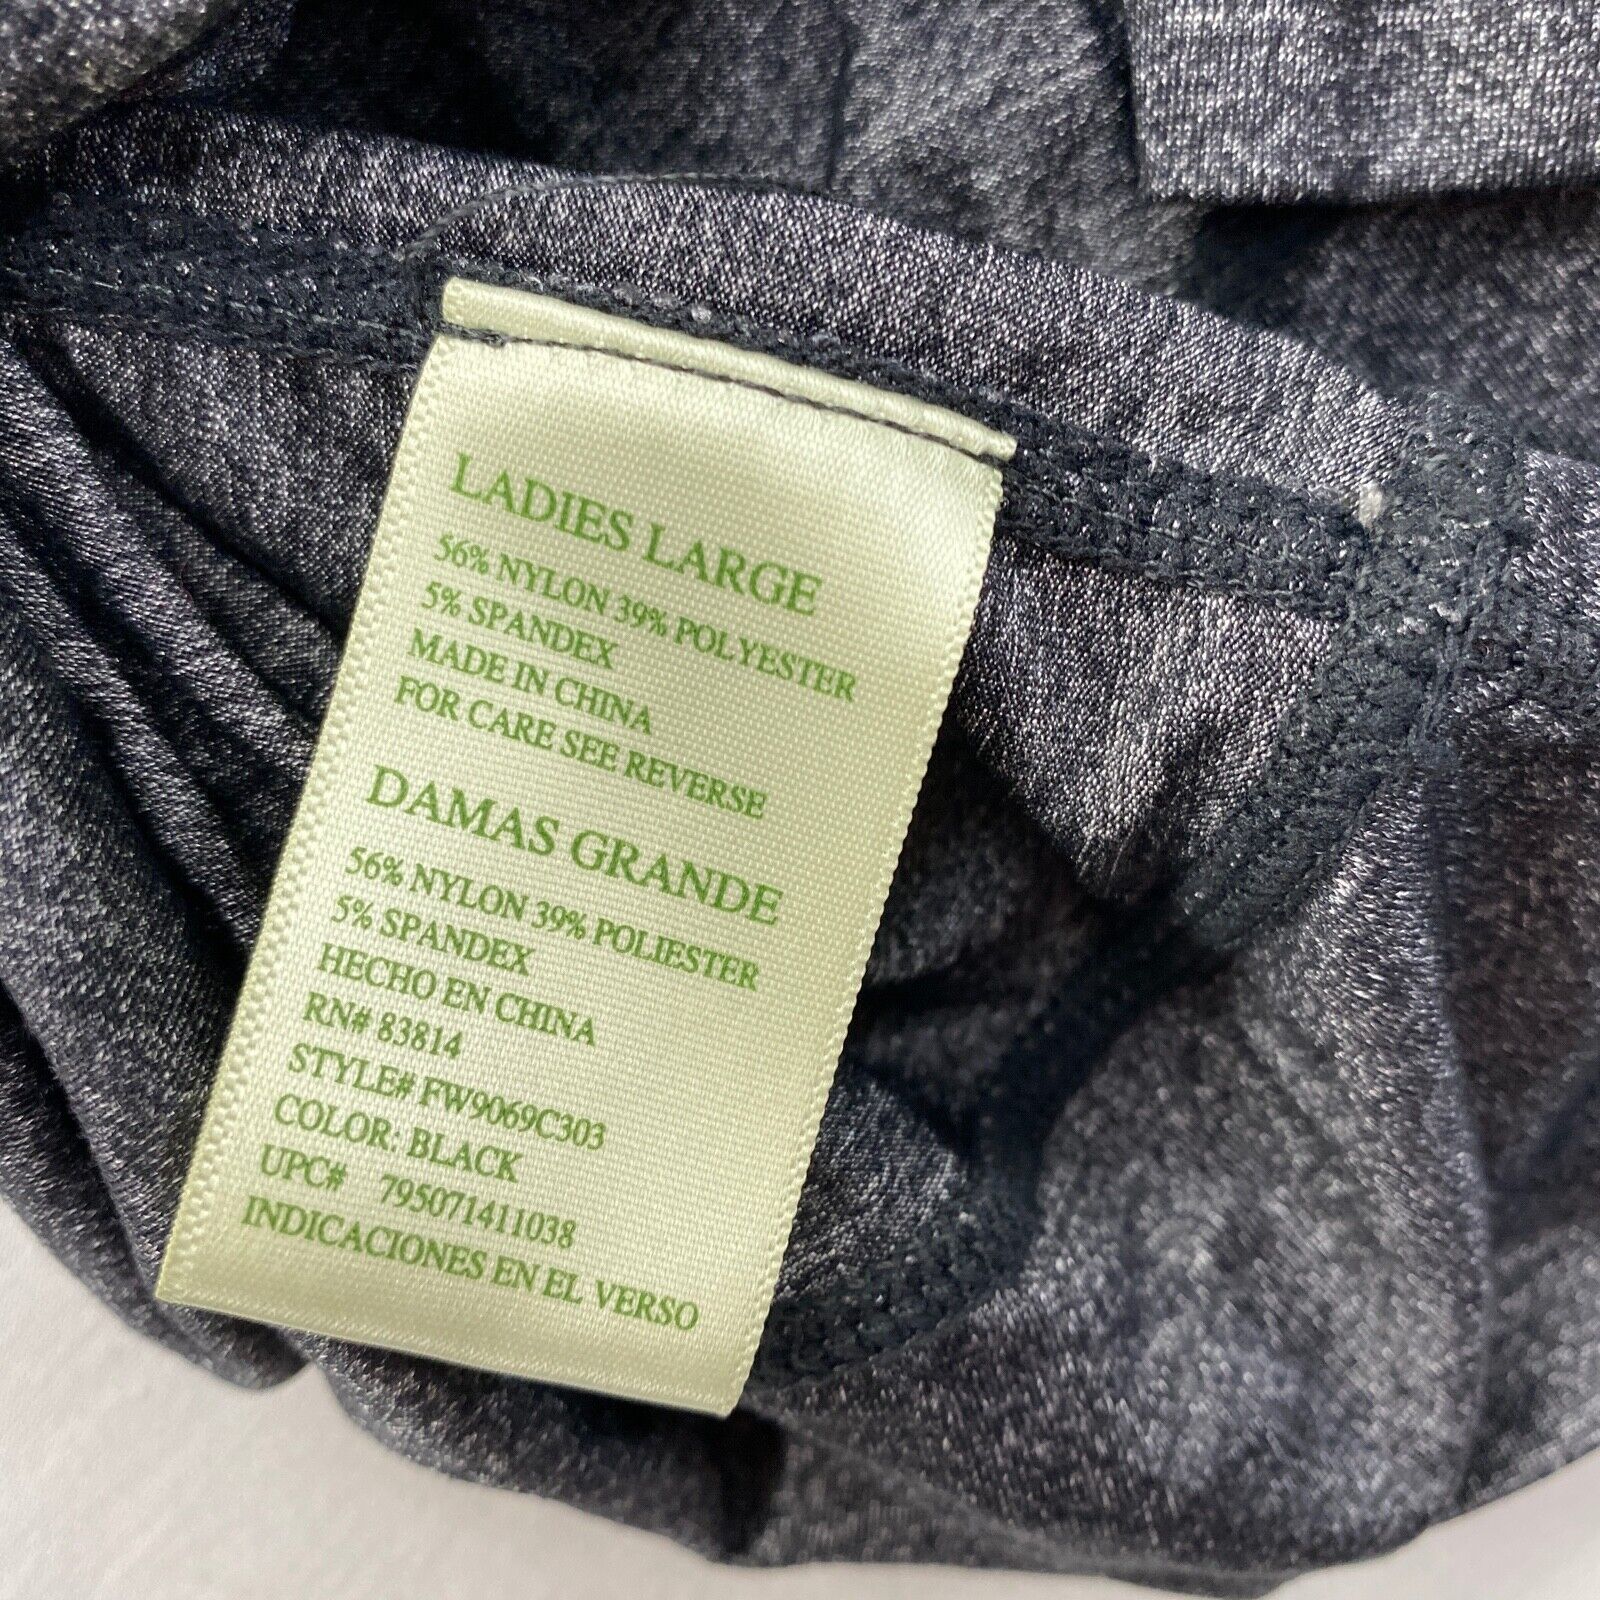 LADIES LARGE
56% NYLON 39% POLYESTER
5% SPANDEX
MADE IN CHINA
FOR CARE SEE REVERSE
DAMAS GRANDE
56% NYLON 39% POLIESTER
5% SPANDEX
HECHO EN CHINA
RN# 83814
STYLE# FW9069C303
COLOR: BLACK
UPC# 795071411038
INDICACIONES EN EL VERSO